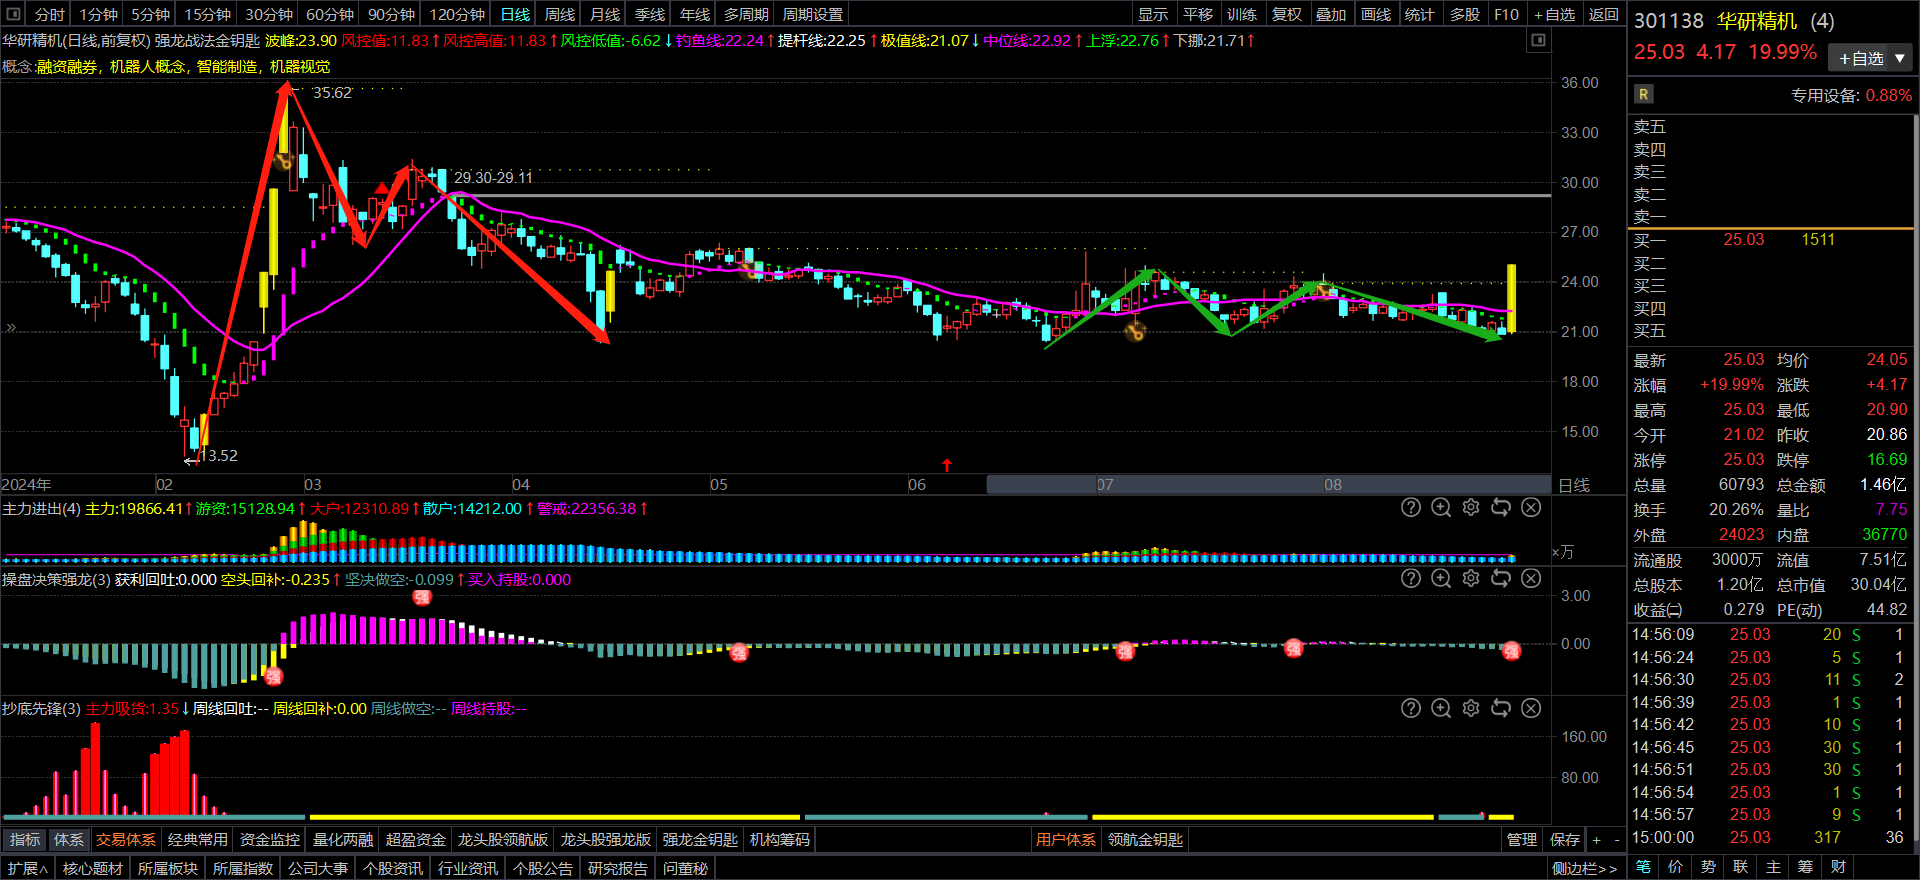 分时 1分钟 5分钟 15分钟 30分钟 60分钟 90分钟 120分钟 日线 周线 月线 季线 年线 多周期 周期设置 显示 平移 训练 复权 叠加 画线 统计 多股 F10 +自选 返回
华研精机(日线,前复权) 强龙战法金钥匙 波峰:23.90 风控值:11.83↑风控高值:11.83↑风控低值:-6.62↓钓鱼线:22.24↑提杆线:22.25↑极值线:21.07↓中位线:22.92↑上浮:22.76↑下挪:21.71↑
概念:融资融券，机器人概念，智能制造，机器视觉
35.62
29.30-29.11
13.52
36.00
33.00
30.00
27.00
24.00
21.00
18.00
15.00
»
2024年 02 03 04 05 06 07 08 日线
主力进出(4) 主力:19866.41↑游资:15128.94↑大户:12310.89↑散户:14212.00↑警戒:22356.38↑
×万
操盘决策强龙(3) 获利回吐:0.000 空头回补:-0.235↑坚决做空:-0.099↑买入持股:0.000
强
强
强
强
强
强
3.00
0.00
抄底先锋(3) 主力吸货:1.35↓周线回吐:-- 周线回补:0.00 周线做空:-- 周线持股:--
160.00
80.00
指标 体系 交易体系 经典常用 资金监控 量化两融 超盈资金 龙头股领航版 龙头股强龙版 强龙金钥匙 机构筹码 用户体系 领航金钥匙 管理 保存 + -
扩展∧ 核心题材 所属板块 所属指数 公司大事 个股资讯 行业资讯 个股公告 研究报告 问董秘 侧边栏>>
301138 华研精机 (4)
25.03 4.17 19.99% +自选 ▼
R 专用设备: 0.88%
卖五
卖四
卖三
卖二
卖一
买一 25.03 1511
买二
买三
买四
买五
最新 25.03 均价 24.05
涨幅 +19.99% 涨跌 +4.17
最高 25.03 最低 20.90
今开 21.02 昨收 20.86
涨停 25.03 跌停 16.69
总量 60793 总金额 1.46亿
换手 20.26% 量比 7.75
外盘 24023 内盘 36770
流通股 3000万 流值 7.51亿
总股本 1.20亿 总市值 30.04亿
收益㈡ 0.279 PE(动) 44.82
14:56:09 25.03 20 S 1
14:56:24 25.03 5 S 1
14:56:30 25.03 11 S 2
14:56:39 25.03 1 S 1
14:56:42 25.03 10 S 1
14:56:45 25.03 30 S 1
14:56:51 25.03 30 S 1
14:56:54 25.03 1 S 1
14:56:57 25.03 9 S 1
15:00:00 25.03 317 36
笔 价 势 联 主 筹 财